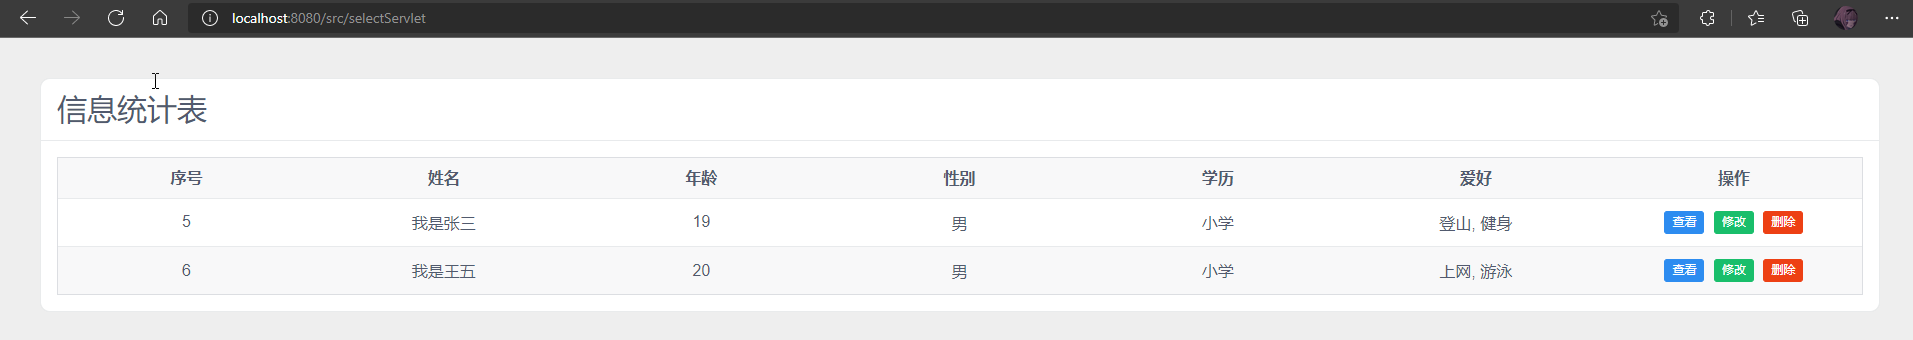 localhost:8080/src/selectServlet
信息统计表
序号 姓名 年龄 性别 学历 爱好 操作
5 我是张三 19 男 小学 登山, 健身 查看 修改 删除
6 我是王五 20 男 小学 上网, 游泳 查看 修改 删除